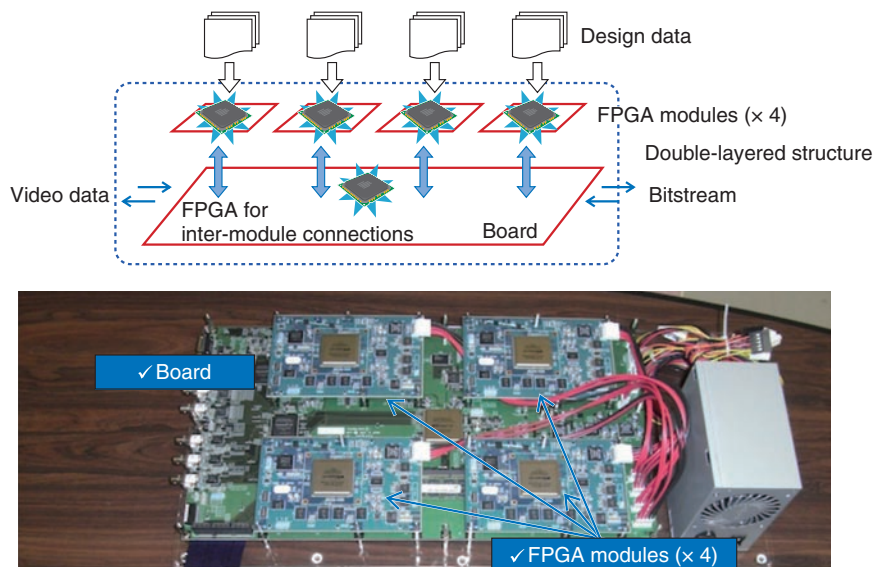 Design data
FPGA modules (× 4)
Double-layered structure
Video data
FPGA for
inter-module connections
Board
Bitstream
✓ Board
✓ FPGA modules (× 4)